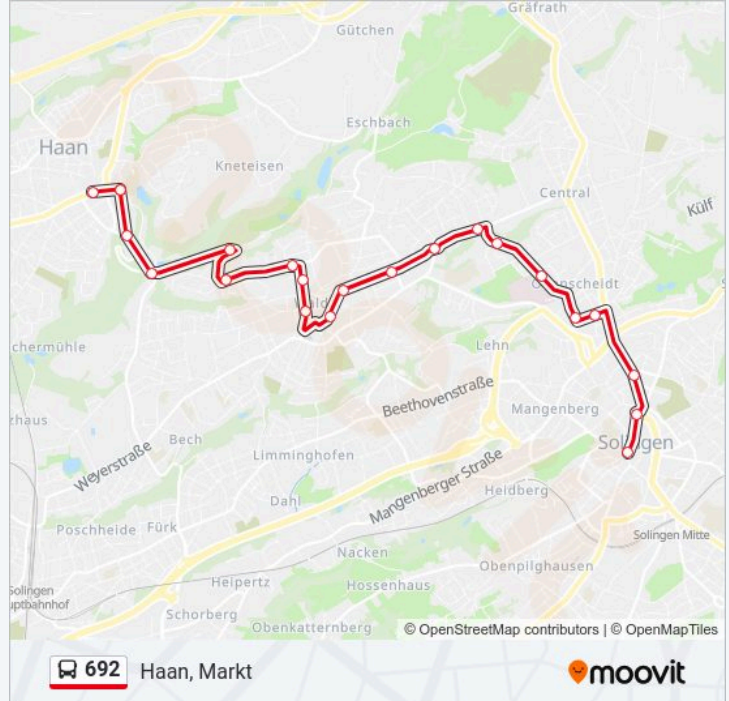 Gräfrath
Gütchen
Eschbach
Haan
Kneteisen
Central
Külf
Wald
enscheidt
chermühle
Lehn
Beethovenstraße
Mangenberg
zhaus
Bech
Solingen
Weyerstraße
Limminghofen
Mangenberger Straße
Dahl
Heidberg
Poschheide
Fürk
Solingen Mitte
Nacken
Obenpilghausen
Solingen
uptbahnhof
Heipertz
Hossenhaus
Schorberg
Obenkatternberg
© OpenStreetMap contributors | © OpenMapTiles
692 Haan, Markt
moovit